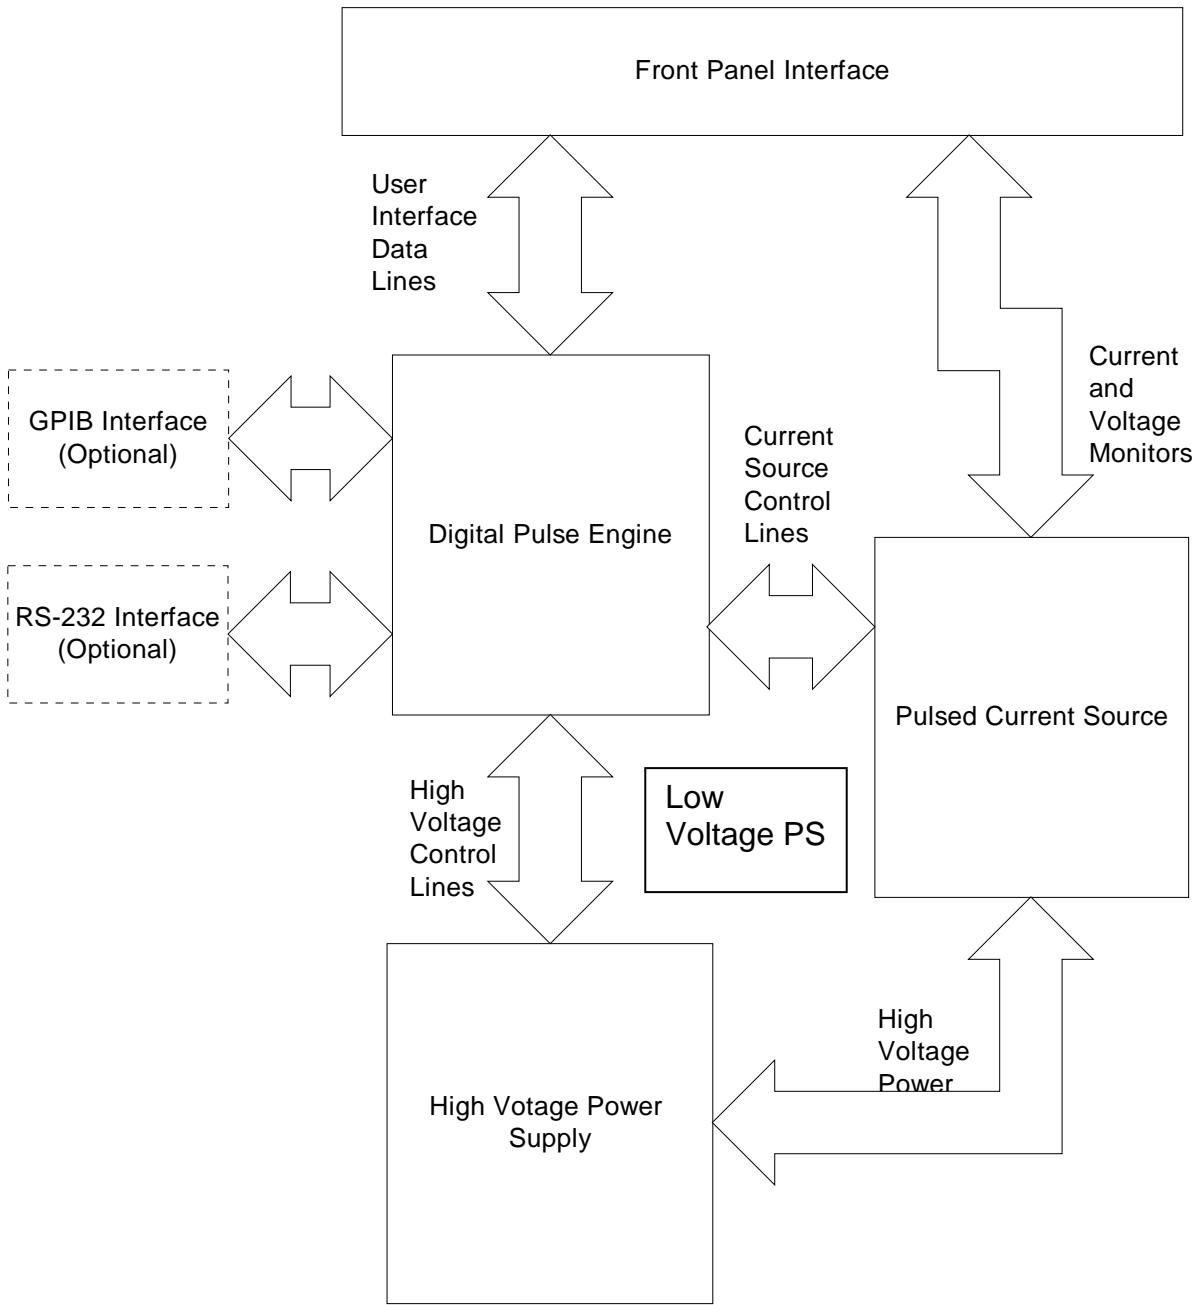 Front Panel Interface
User
Interface
Data
Lines
Current
and
Voltage
Monitors
GPIB Interface
(Optional)
Current
Source
Control
Lines
Digital Pulse Engine
RS-232 Interface
(Optional)
Pulsed Current Source
High
Voltage
Control
Lines
Low
Voltage PS
High
Voltage
Power
High Votage Power
Supply